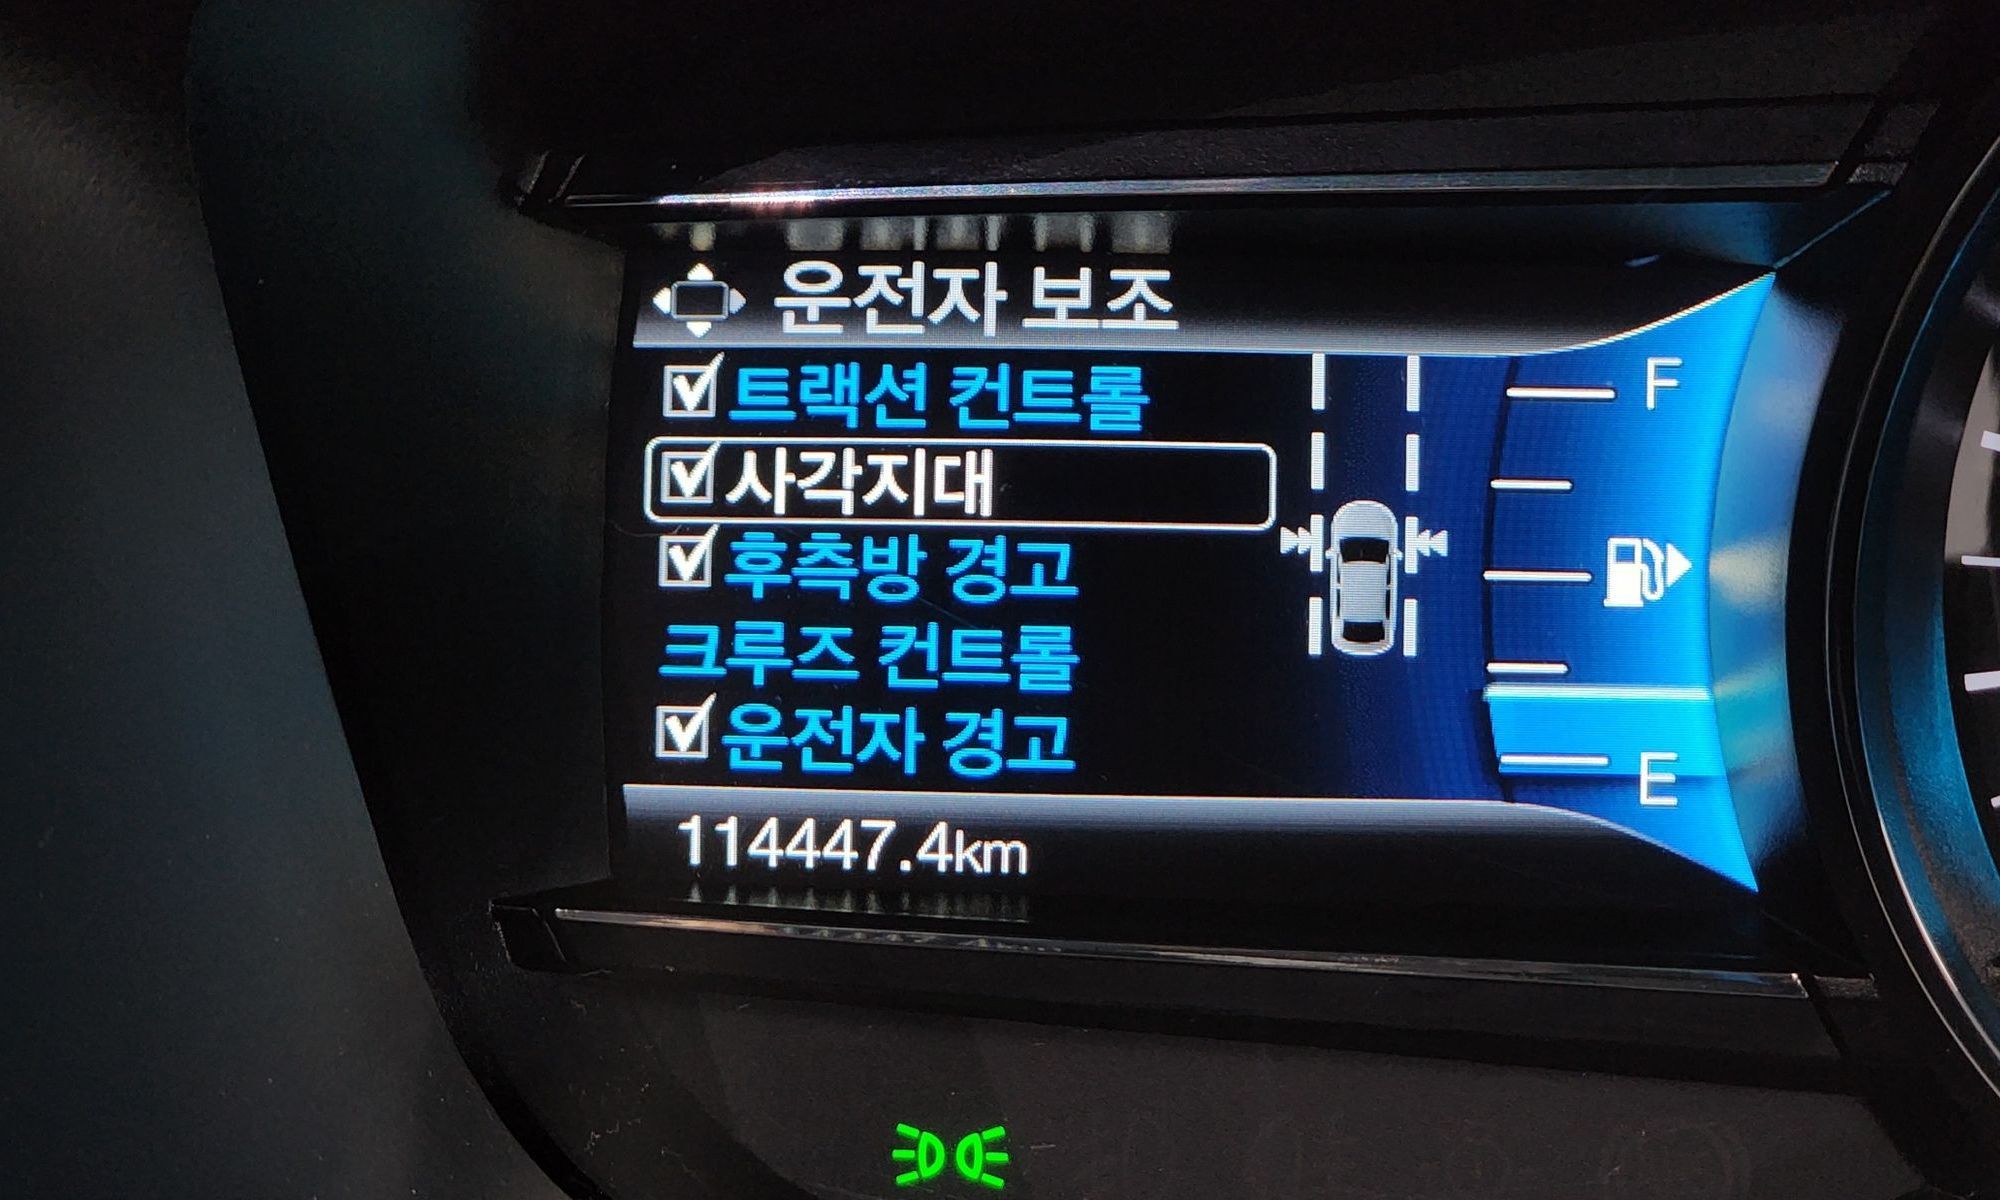 운전자 보조
트랙션 컨트롤
사각지대
후측방 경고
크루즈 컨트롤
운전자 경고
F
E
114447.4km